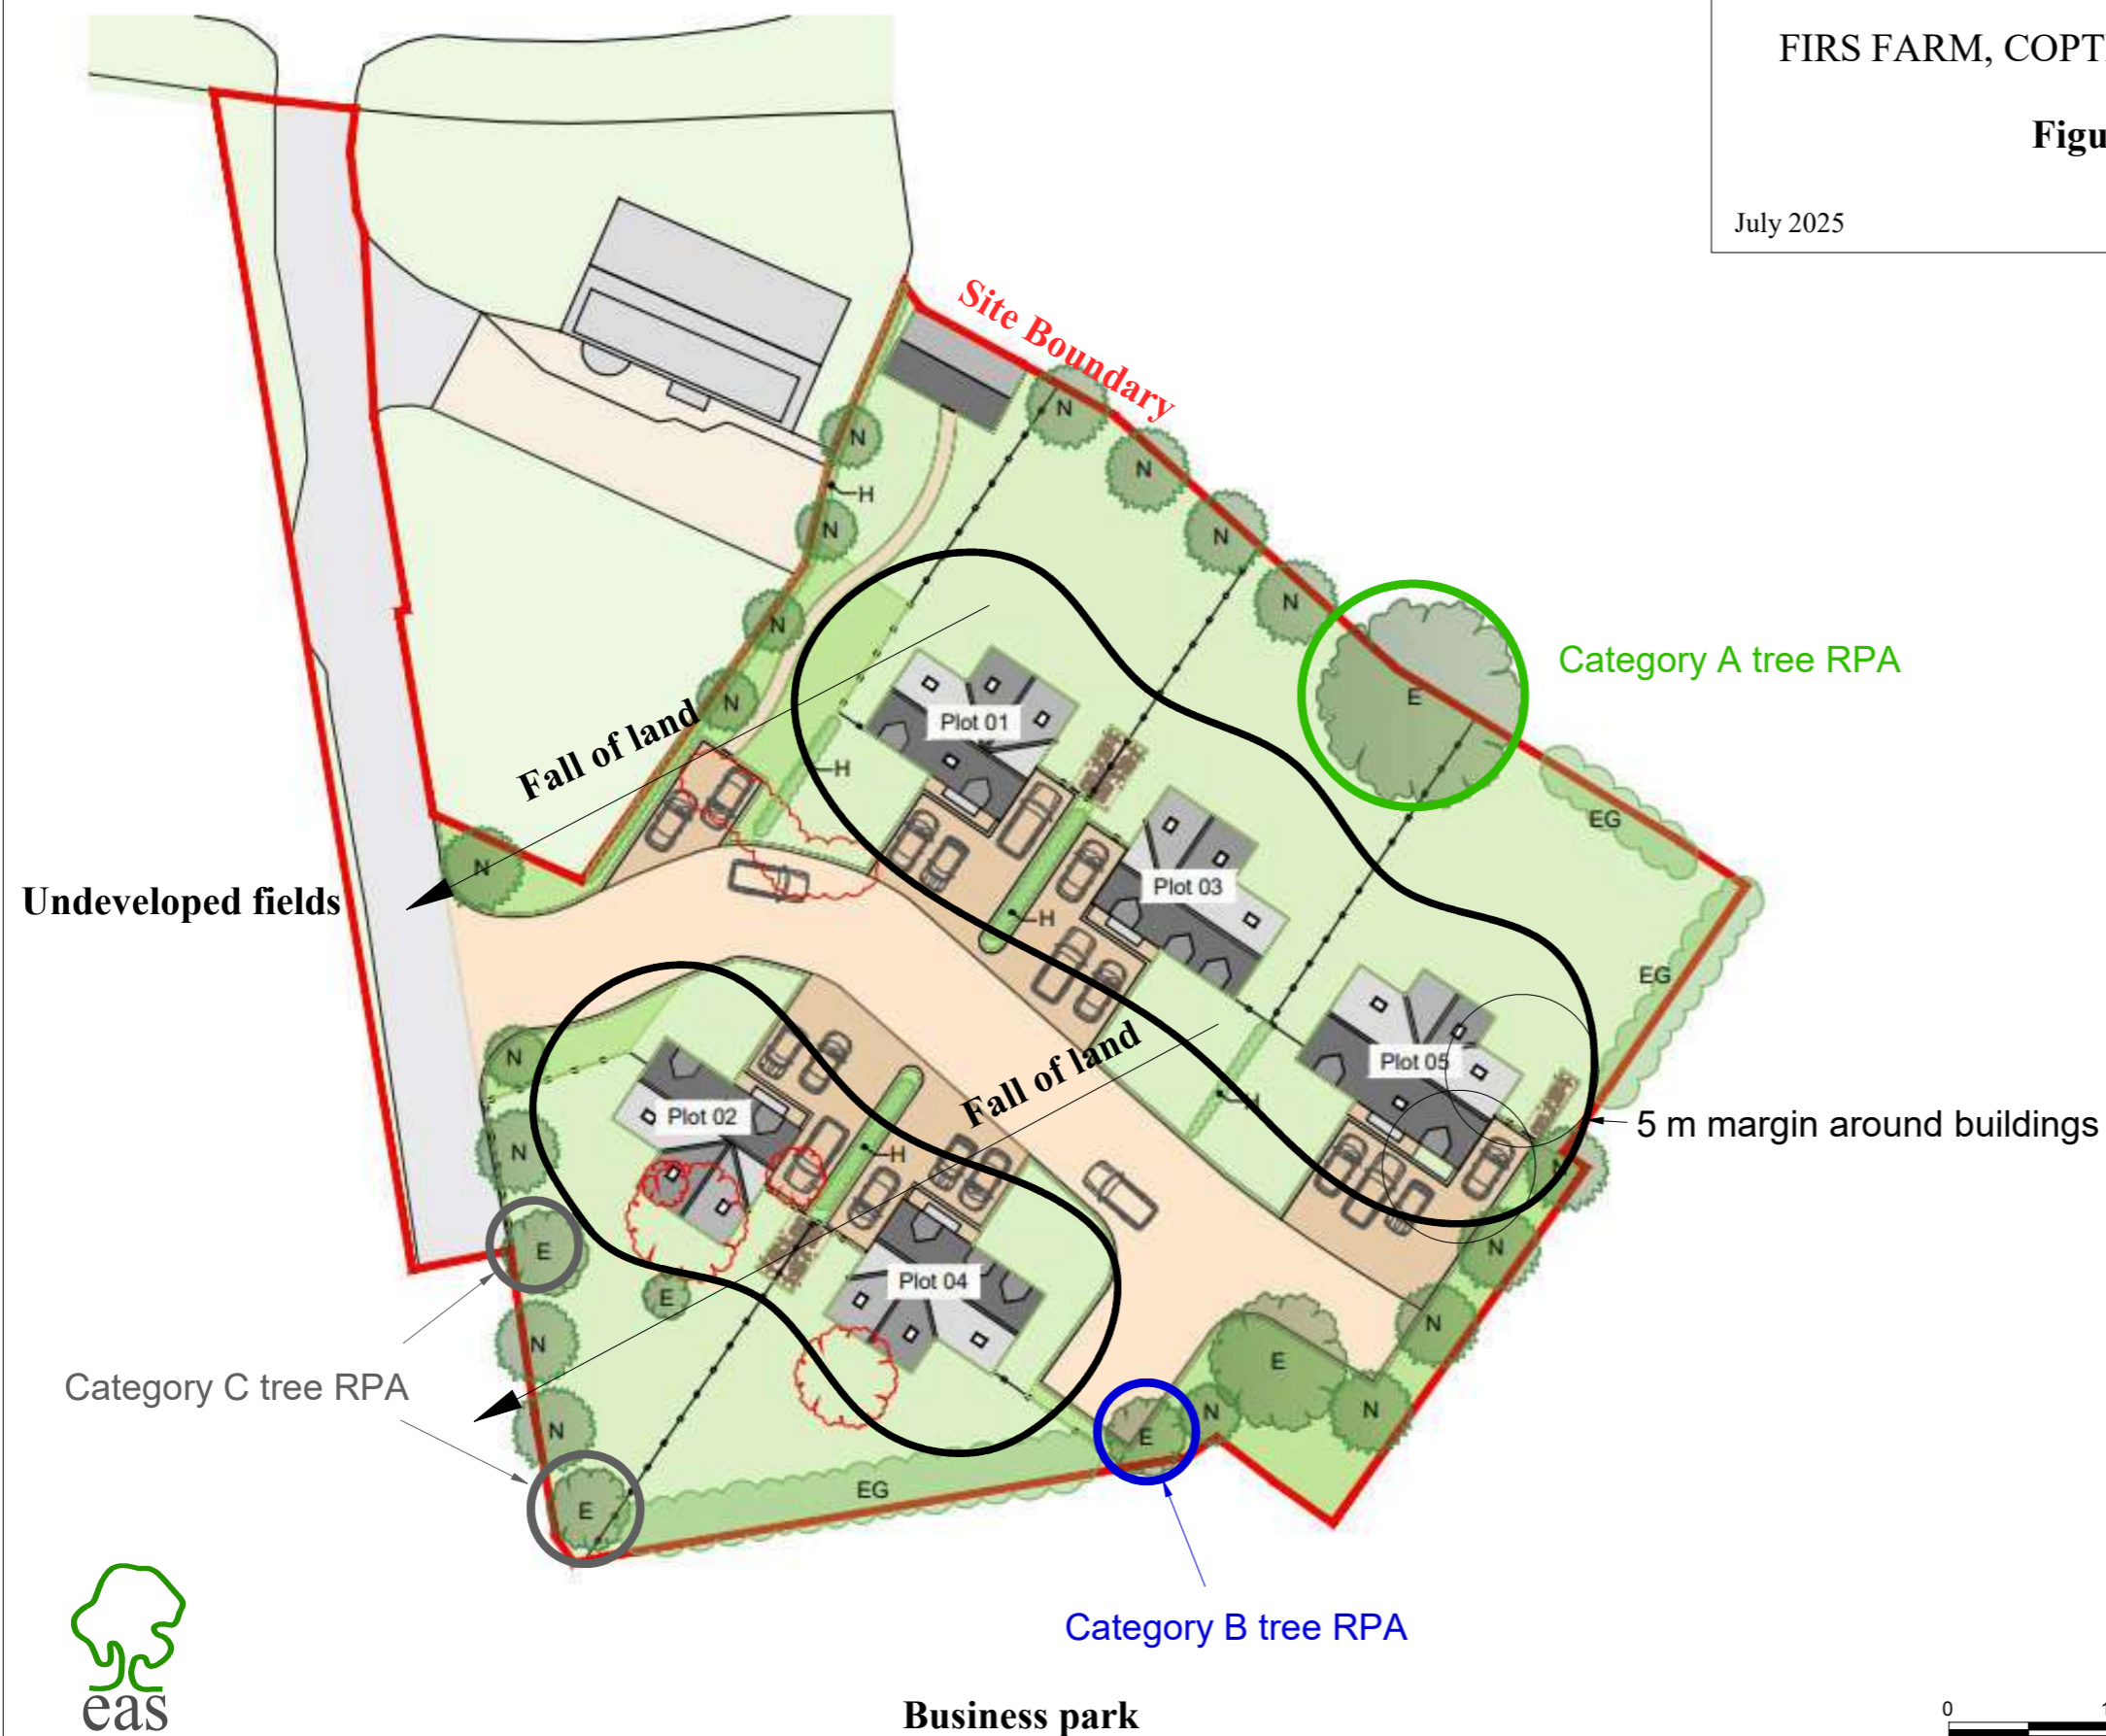 FIRS FARM, COPT
Figu
July 2025
Site Boundary
N
N
H
N
N
N
N
N
N
E
Category A tree RPA
Plot 01
Fall of land
H
EG
N
Undeveloped fields
Plot 03
H
EG
Plot 05
Fall of land
H
N
Plot 02
5 m margin around buildings
N
H
N
E
E
N
Plot 04
N
N
E
Category C tree RPA
N
N
N
E
N
EG
E
Category B tree RPA
eas
Business park
0